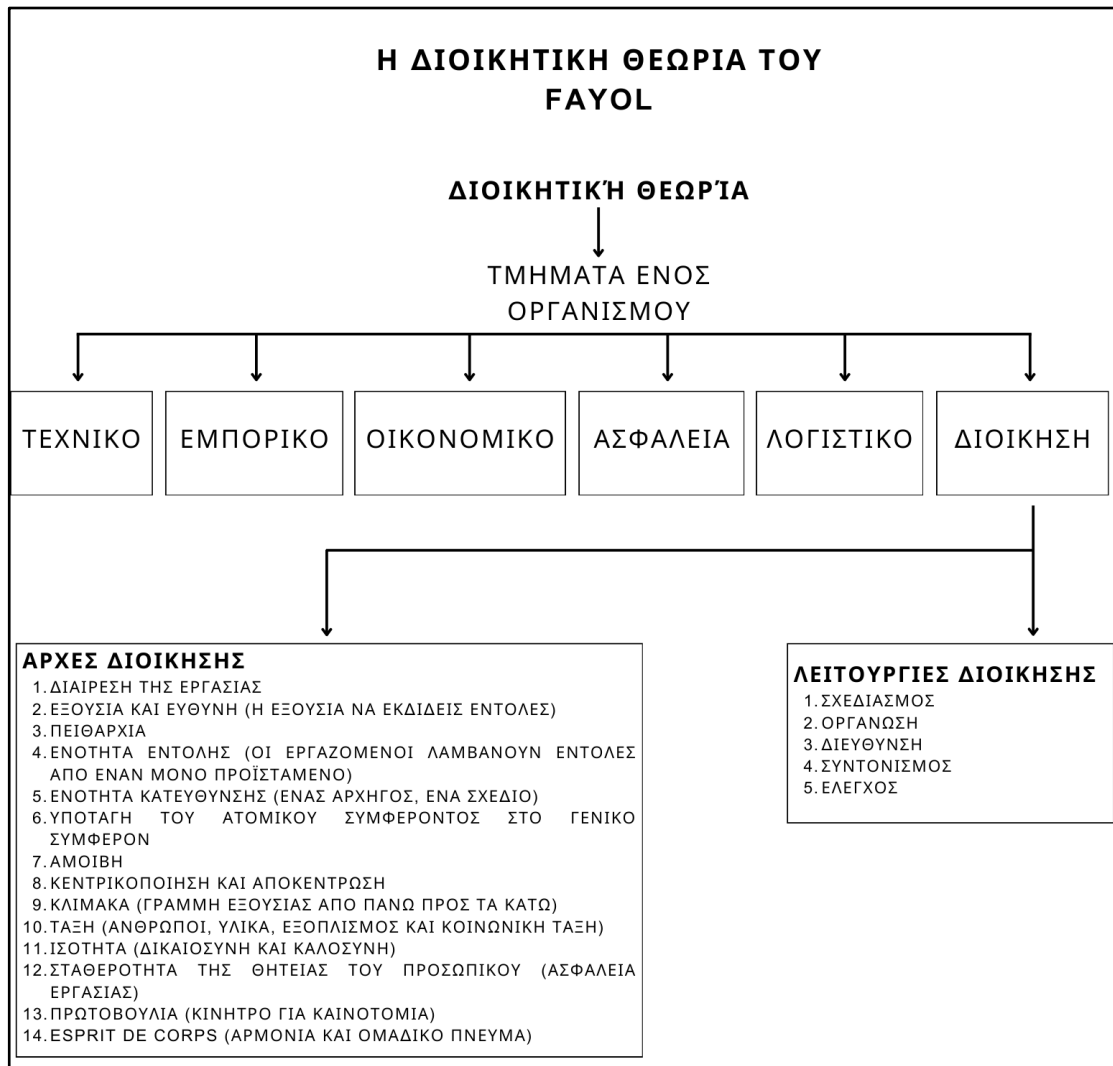 Η ΔΙΟΙΚΗΤΙΚΗ ΘΕΩΡΙΑ ΤΟΥ
FAYOL
ΔΙΟΙΚΗΤΙΚΉ ΘΕΩΡΊΑ
ΤΜΗΜΑΤΑ ΕΝΟΣ
ΟΡΓΑΝΙΣΜΟΥ
ΤΕΧΝΙΚΟ
ΕΜΠΟΡΙΚΟ
ΟΙΚΟΝΟΜΙΚΟ
ΑΣΦΑΛΕΙΑ
ΛΟΓΙΣΤΙΚΟ
ΔΙΟΙΚΗΣΗ
ΑΡΧΕΣ ΔΙΟΙΚΗΣΗΣ
1. ΔΙΑΙΡΕΣΗ ΤΗΣ ΕΡΓΑΣΙΑΣ
2. ΕΞΟΥΣΙΑ ΚΑΙ ΕΥΘΥΝΗ (Η ΕΞΟΥΣΙΑ ΝΑ ΕΚΔΙΔΕΙΣ ΕΝΤΟΛΕΣ)
3. ΠΕΙΘΑΡΧΙΑ
4. ΕΝΟΤΗΤΑ ΕΝΤΟΛΗΣ (ΟΙ ΕΡΓΑΖΟΜΕΝΟΙ ΛΑΜΒΑΝΟΥΝ ΕΝΤΟΛΕΣ
ΑΠΟ ΕΝΑΝ ΜΟΝΟ ΠΡΟΪΣΤΑΜΕΝΟ)
5. ΕΝΟΤΗΤΑ ΚΑΤΕΥΘΥΝΣΗΣ (ΕΝΑΣ ΑΡΧΗΓΟΣ, ΕΝΑ ΣΧΕΔΙΟ)
6. ΥΠΟΤΑΓΗ ΤΟΥ ΑΤΟΜΙΚΟΥ ΣΥΜΦΕΡΟΝΤΟΣ ΣΤΟ ΓΕΝΙΚΟ
ΣΥΜΦΕΡΟΝ
7. ΑΜΟΙΒΗ
8. ΚΕΝΤΡΙΚΟΠΟΙΗΣΗ ΚΑΙ ΑΠΟΚΕΝΤΡΩΣΗ
9. ΚΛΙΜΑΚΑ (ΓΡΑΜΜΗ ΕΞΟΥΣΙΑΣ ΑΠΟ ΠΑΝΩ ΠΡΟΣ ΤΑ ΚΑΤΩ)
10. ΤΑΞΗ (ΑΝΘΡΩΠΟΙ, ΥΛΙΚΑ, ΕΞΟΠΛΙΣΜΟΣ ΚΑΙ ΚΟΙΝΩΝΙΚΗ ΤΑΞΗ)
11. ΙΣΟΤΗΤΑ (ΔΙΚΑΙΟΣΥΝΗ ΚΑΙ ΚΑΛΟΣΥΝΗ)
12. ΣΤΑΘΕΡΟΤΗΤΑ ΤΗΣ ΘΗΤΕΙΑΣ ΤΟΥ ΠΡΟΣΩΠΙΚΟΥ (ΑΣΦΑΛΕΙΑ
ΕΡΓΑΣΙΑΣ)
13. ΠΡΩΤΟΒΟΥΛΙΑ (ΚΙΝΗΤΡΟ ΓΙΑ ΚΑΙΝΟΤΟΜΙΑ)
14. ESPRIT DE CORPS (ΑΡΜΟΝΙΑ ΚΑΙ ΟΜΑΔΙΚΟ ΠΝΕΥΜΑ)
ΛΕΙΤΟΥΡΓΙΕΣ ΔΙΟΙΚΗΣΗΣ
1. ΣΧΕΔΙΑΣΜΟΣ
2. ΟΡΓΑΝΩΣΗ
3. ΔΙΕΥΘΥΝΣΗ
4. ΣΥΝΤΟΝΙΣΜΟΣ
5. ΕΛΕΓΧΟΣ